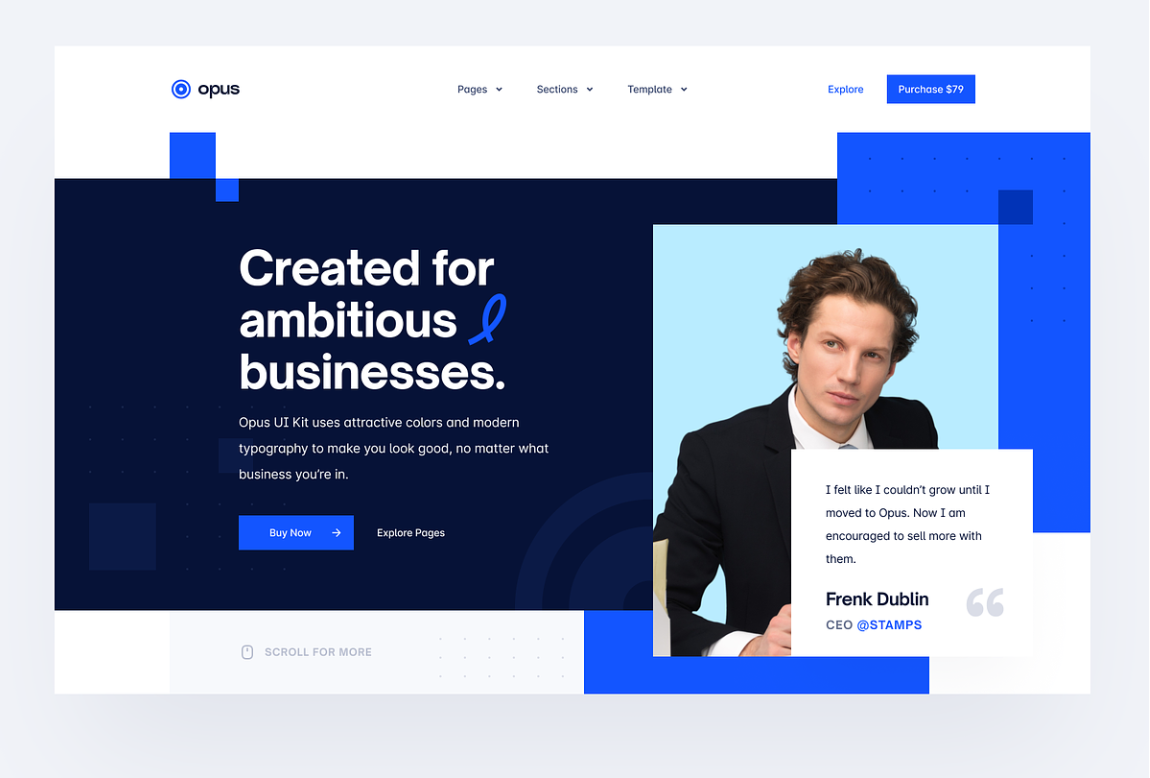 opus
Pages
Sections
Template
Explore
Purchase $79
Created for
ambitious
businesses.
Opus UI Kit uses attractive colors and modern
typography to make you look good, no matter what
business you're in.
Buy Now
Explore Pages
I felt like I couldn't grow until I
moved to Opus. Now I am
encouraged to sell more with
them.
Frenk Dublin
CEO @STAMPS
SCROLL FOR MORE